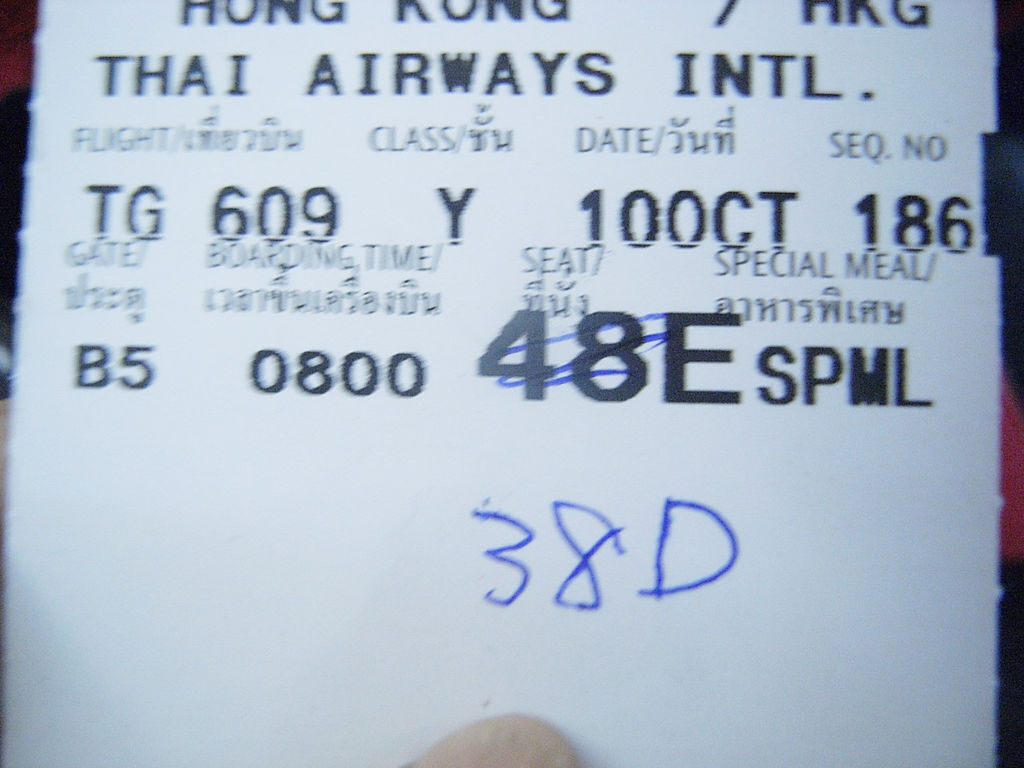 HONG KONG / HKG
THAI AIRWAYS INTL.
FLIGHT/เที่ยวบิน CLASS/ชั้น DATE/วันที่ SEQ. NO
TG 609 Y 10OCT 186
GATE/ BOARDING TIME/ SEAT/ SPECIAL MEAL/
ประตู เวลาขึ้นเครื่องบิน ที่นั่ง อาหารพิเศษ
B5 0800 48E SPML
38D